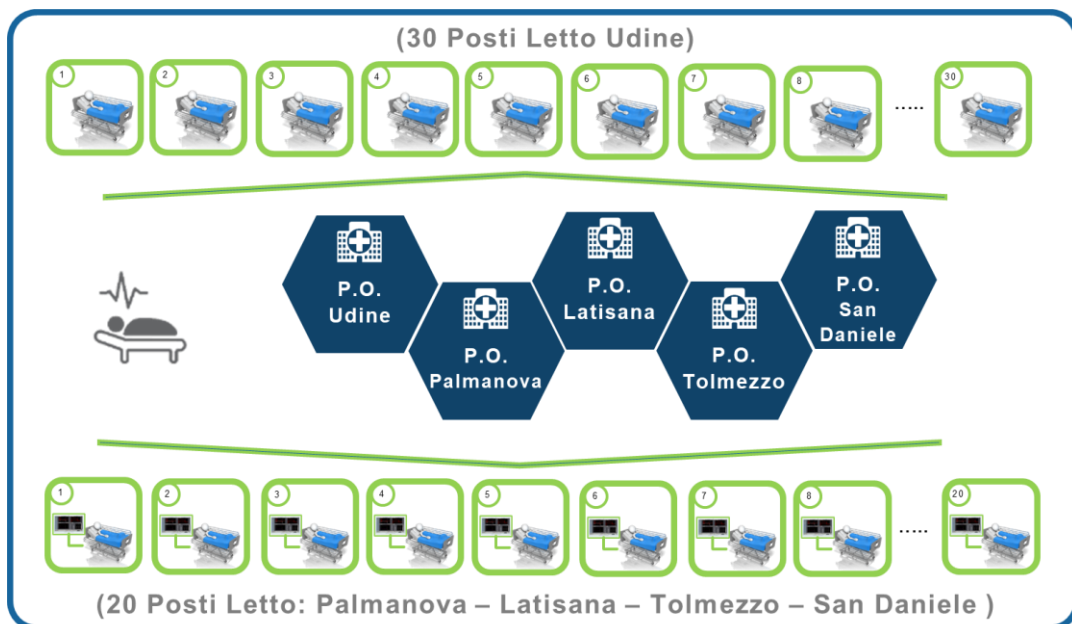 (30 Posti Letto Udine)
1 2 3 4 5 6 7 8 ..... 30
P.O.
Udine
P.O.
Palmanova
P.O.
Latisana
P.O.
Tolmezzo
P.O.
San
Daniele
1 2 3 4 5 6 7 8 ..... 20
(20 Posti Letto: Palmanova – Latisana – Tolmezzo – San Daniele )